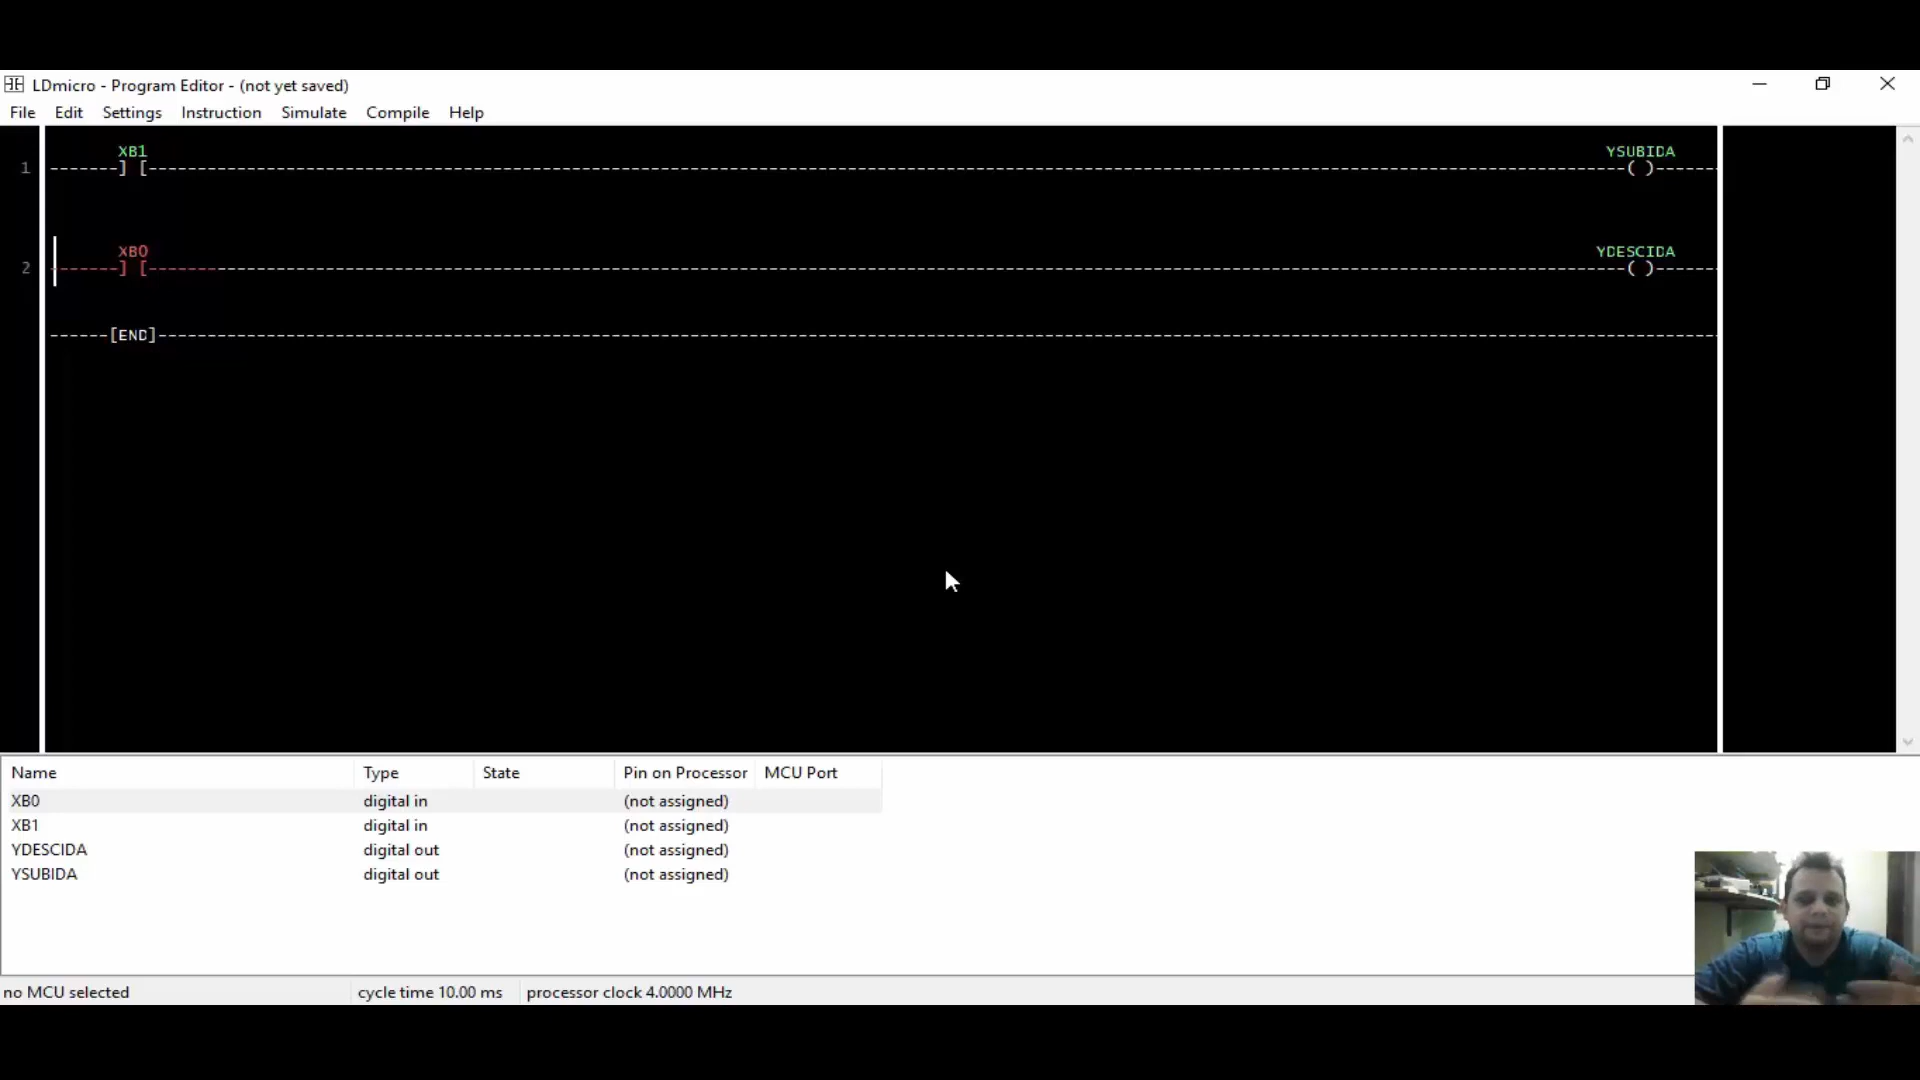 LDmicro - Program Editor - (not yet saved)
File Edit Settings Instruction Simulate Compile Help
XB1 YSUBIDA
1 -------] [------( )------
XB0 YDESCIDA
2 -------] [------( )------
------[END]------
Name Type State Pin on Processor MCU Port
XB0 digital in (not assigned)
XB1 digital in (not assigned)
YDESCIDA digital out (not assigned)
YSUBIDA digital out (not assigned)
no MCU selected cycle time 10.00 ms processor clock 4.0000 MHz